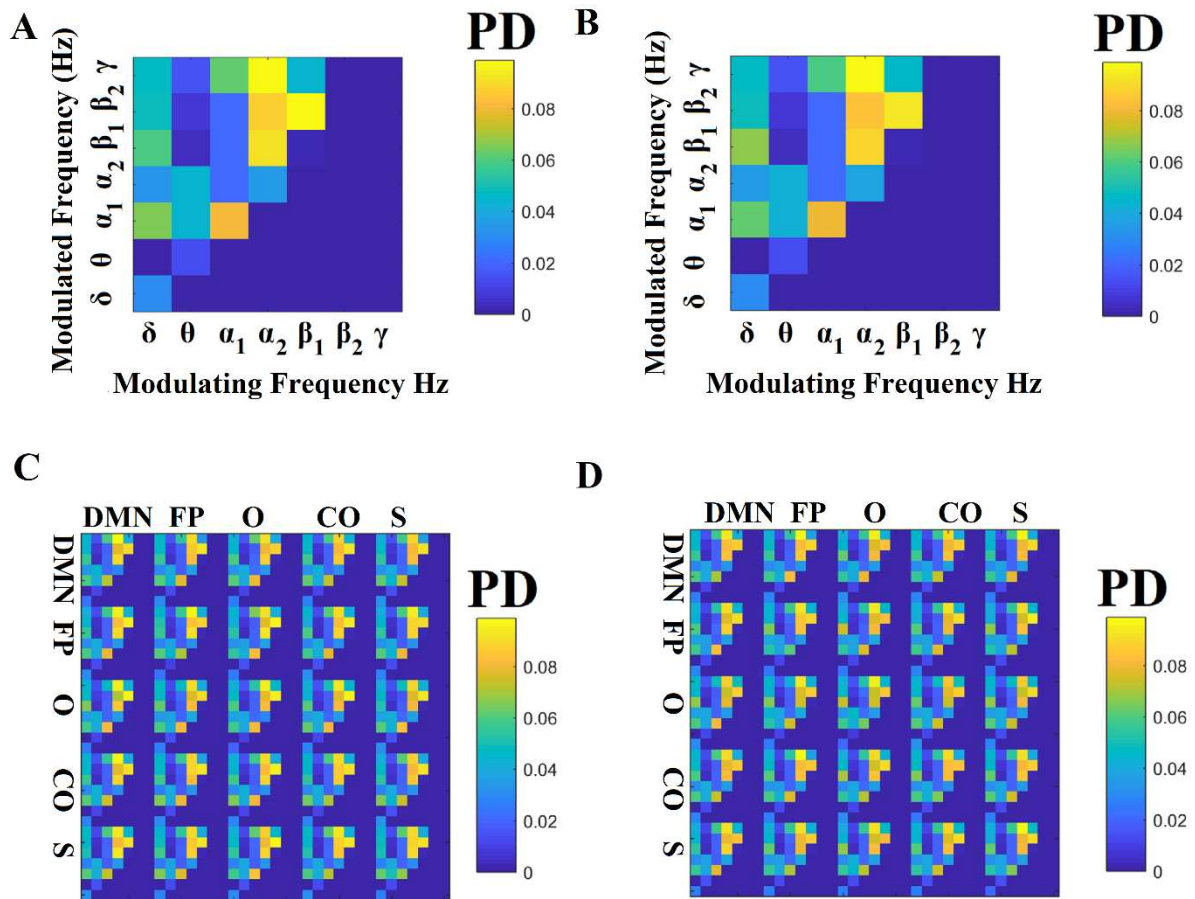 A
PD
Modulated Frequency (Hz)
γ
β2
β1
α2
α1
θ
δ
0.08
0.06
0.04
0.02
0
δ θ α1 α2 β1 β2 γ
Modulating Frequency Hz
B
PD
Modulated Frequency (Hz)
γ
β2
β1
α2
α1
θ
δ
0.08
0.06
0.04
0.02
0
δ θ α1 α2 β1 β2 γ
Modulating Frequency Hz
C
DMN FP O CO S
DMN
FP
O
CO
S
PD
0.08
0.06
0.04
0.02
0
D
DMN FP O CO S
DMN
FP
O
CO
S
PD
0.08
0.06
0.04
0.02
0